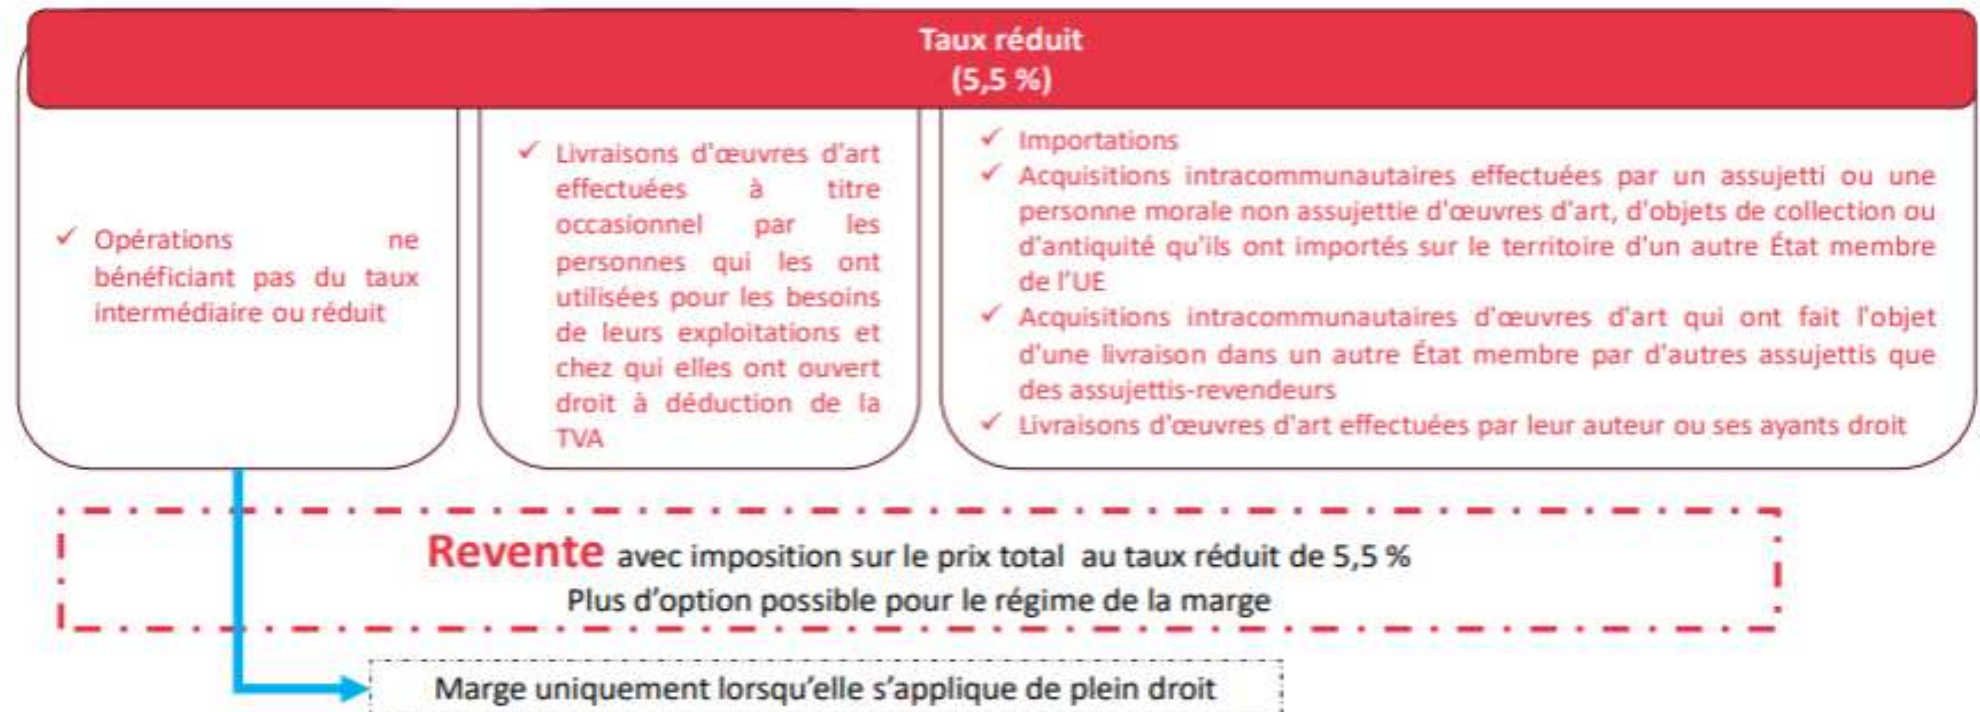 Taux réduit
(5,5 %)
✓ Opérations ne
bénéficiant pas du taux
intermédiaire ou réduit
✓ Livraisons d'œuvres d'art
effectuées à titre
occasionnel par les
personnes qui les ont
utilisées pour les besoins
de leurs exploitations et
chez qui elles ont ouvert
droit à déduction de la
TVA
✓ Importations
✓ Acquisitions intracommunautaires effectuées par un assujetti ou une
personne morale non assujettie d'œuvres d'art, d'objets de collection ou
d'antiquité qu'ils ont importés sur le territoire d'un autre État membre
de l'UE
✓ Acquisitions intracommunautaires d'œuvres d'art qui ont fait l'objet
d'une livraison dans un autre État membre par d'autres assujettis que
des assujettis-revendeurs
✓ Livraisons d'œuvres d'art effectuées par leur auteur ou ses ayants droit
Revente avec imposition sur le prix total au taux réduit de 5,5 %
Plus d'option possible pour le régime de la marge
Marge uniquement lorsqu'elle s'applique de plein droit